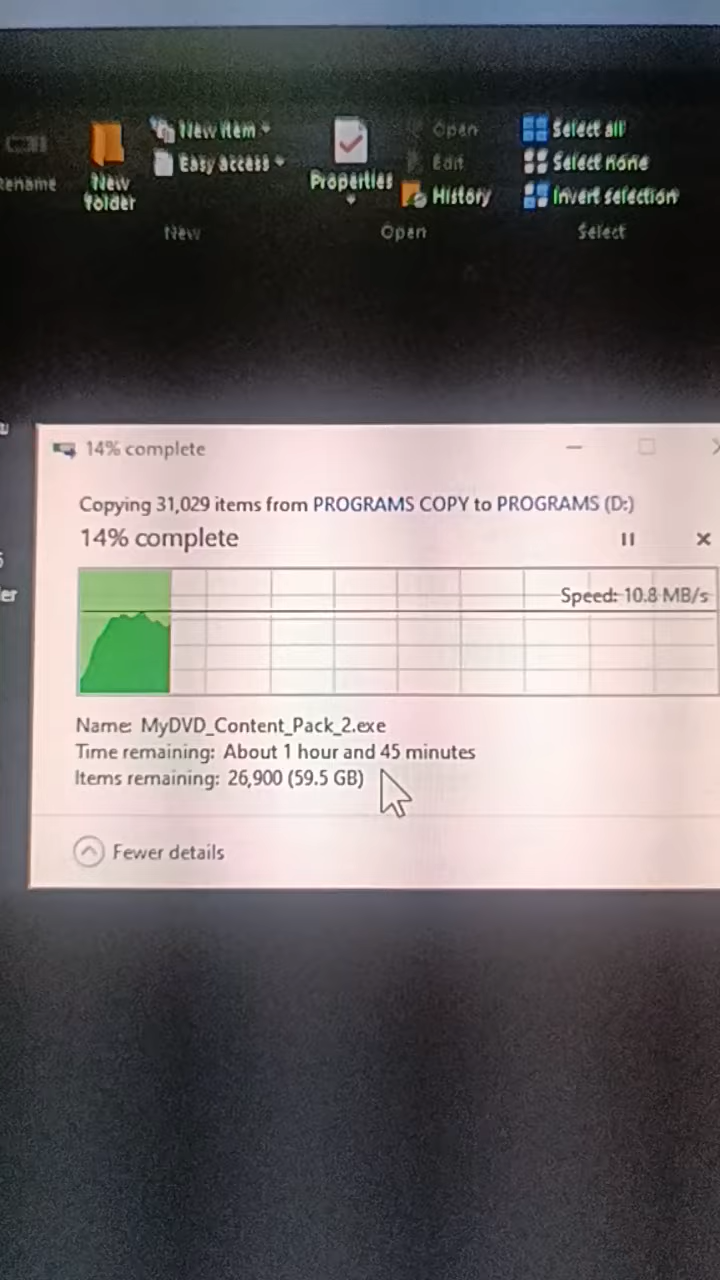 New item
Open
Select all
Easy access
Edit
Select none
Rename
New folder
Properties
History
Invert selection
New
Open
Select
14% complete
Copying 31,029 items from PROGRAMS COPY to PROGRAMS (D:)
14% complete
Speed: 10.8 MB/s
Name: MyDVD_Content_Pack_2.exe
Time remaining: About 1 hour and 45 minutes
Items remaining: 26,900 (59.5 GB)
Fewer details